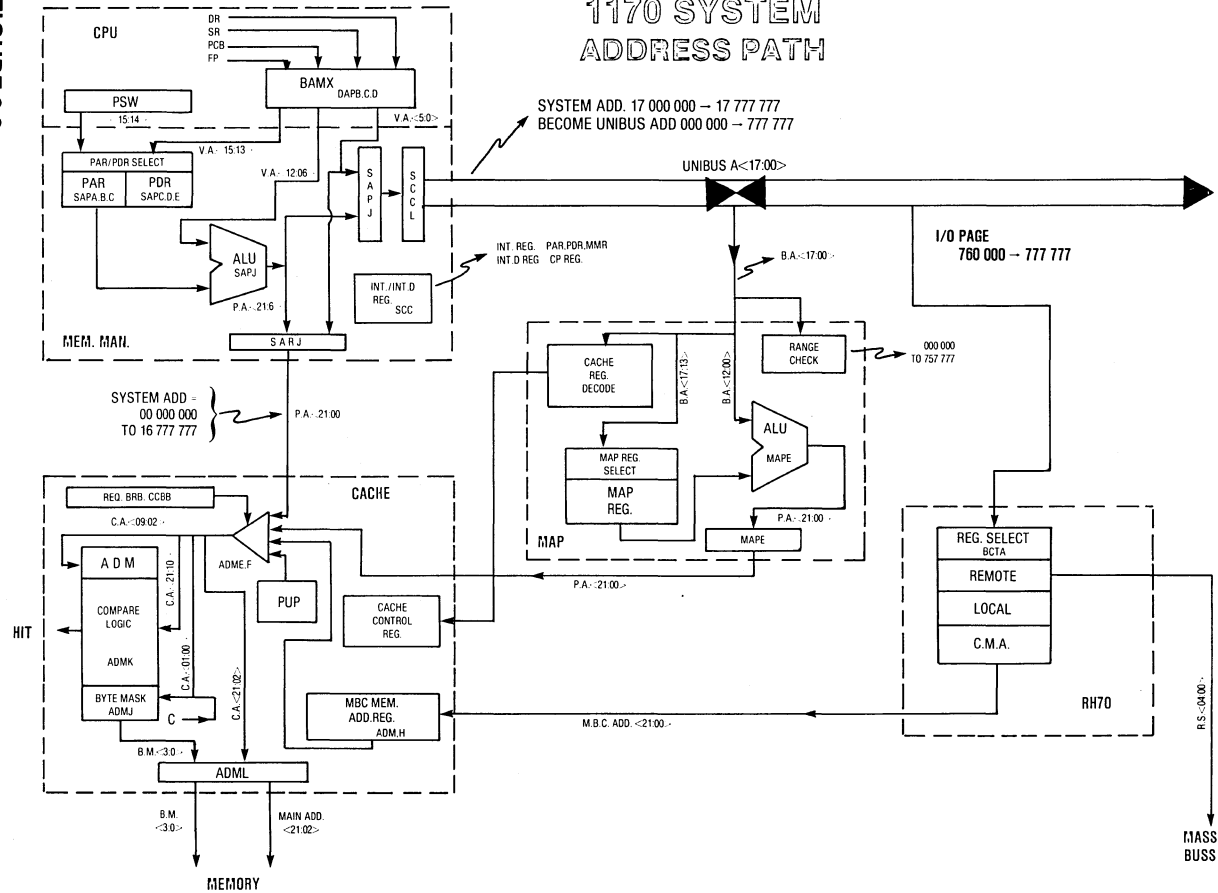 1170 SYSTEM
ADDRESS PATH
CPU
DR
SR
PCB
FP
BAMX
DAPB.C.D
PSW
15:14
V.A.<5:0>
V.A. 15:13
V.A. 12:06
PAR/PDR SELECT
PAR
SAPA.B.C
PDR
SAPC.D.E
ALU
SAPJ
SAPJ
SCCL
P.A.<21:6
INT./INT.D
REG.
SCC
INT. REG. PAR,PDR,MMR
INT.D REG CP REG.
SARJ
MEM. MAN.
SYSTEM ADD. 17 000 000 → 17 777 777
BECOME UNIBUS ADD 000 000 → 777 777
UNIBUS A<17:00>
I/O PAGE
760 000 → 777 777
B.A.<17:00>
CACHE
REG.
DECODE
B.A.<17:13>
B.A.<12:00>
RANGE
CHECK
000 000
TO 757 777
MAP REG.
SELECT
MAP
REG.
ALU
MAPE
P.A.<21:00
MAPE
MAP
P.A.<21:00>
SYSTEM ADD =
00 000 000
TO 16 777 777
P.A.<21:00
CACHE
REQ. BRB. CCBB
C.A.<09:02
ADME.F
ADM
COMPARE
LOGIC
ADMK
BYTE MASK
ADMJ
HIT
C.A.<21:10
C.A.<01:00
C.A.<21:02>
C
PUP
CACHE
CONTROL
REG.
MBC MEM.
ADD.REG.
ADM.H
B.M.<3:0>
ADML
B.M.
<3:0>
MAIN ADD.
<21:02>
MEMORY
M.B.C. ADD. <21:00>
REG. SELECT
BCTA
REMOTE
LOCAL
C.M.A.
RH70
R.S<04:00>
MASS
BUSS